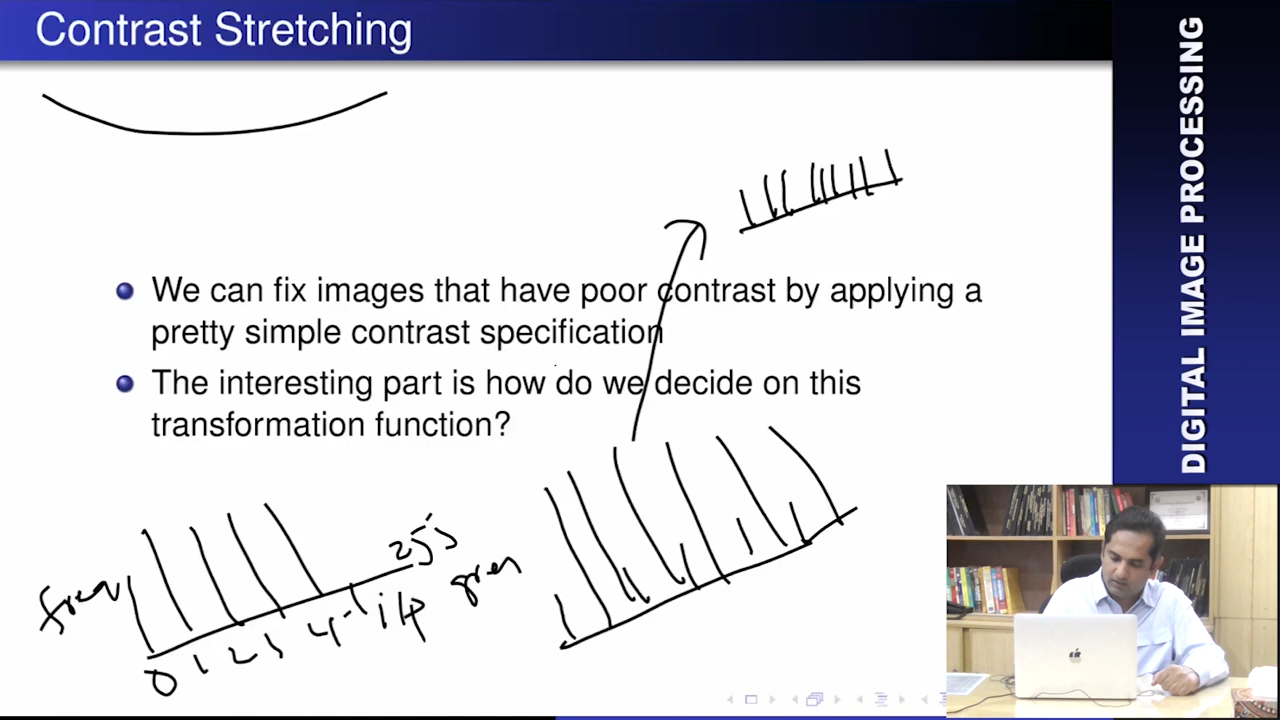 Contrast Stretching
DIGITAL IMAGE PROCESSING
We can fix images that have poor contrast by applying a
pretty simple contrast specification
The interesting part is how do we decide on this
transformation function?
255
0 1 2 3 4